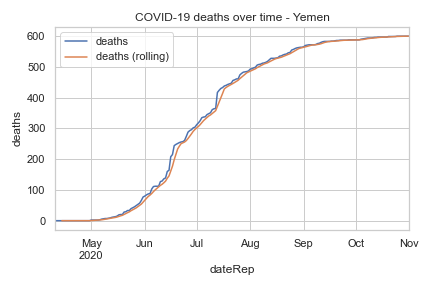 COVID-19 deaths over time - Yemen
deaths
deaths (rolling)
600
500
400
300
200
100
0
deaths
May
2020
Jun
Jul
Aug
Sep
Oct
Nov
dateRep